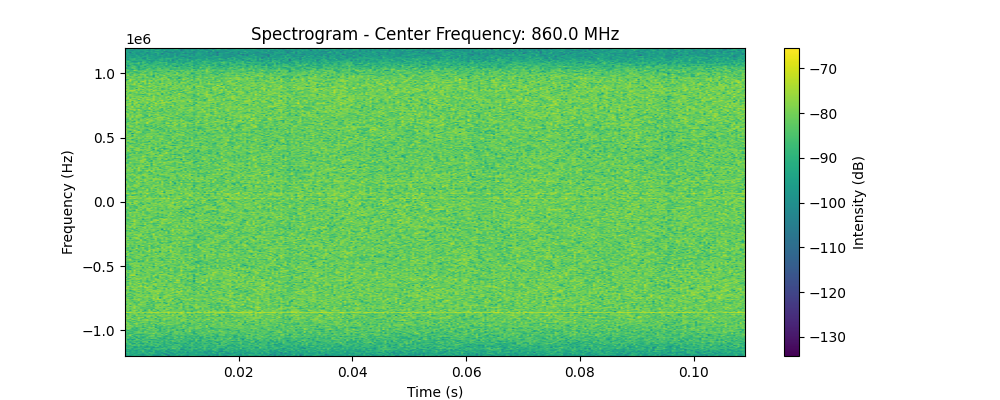 Spectrogram - Center Frequency: 860.0 MHz
1e6
1.0
0.5
0.0
−0.5
−1.0
Frequency (Hz)
0.02 0.04 0.06 0.08 0.10
Time (s)
−70
−80
−90
−100
−110
−120
−130
Intensity (dB)